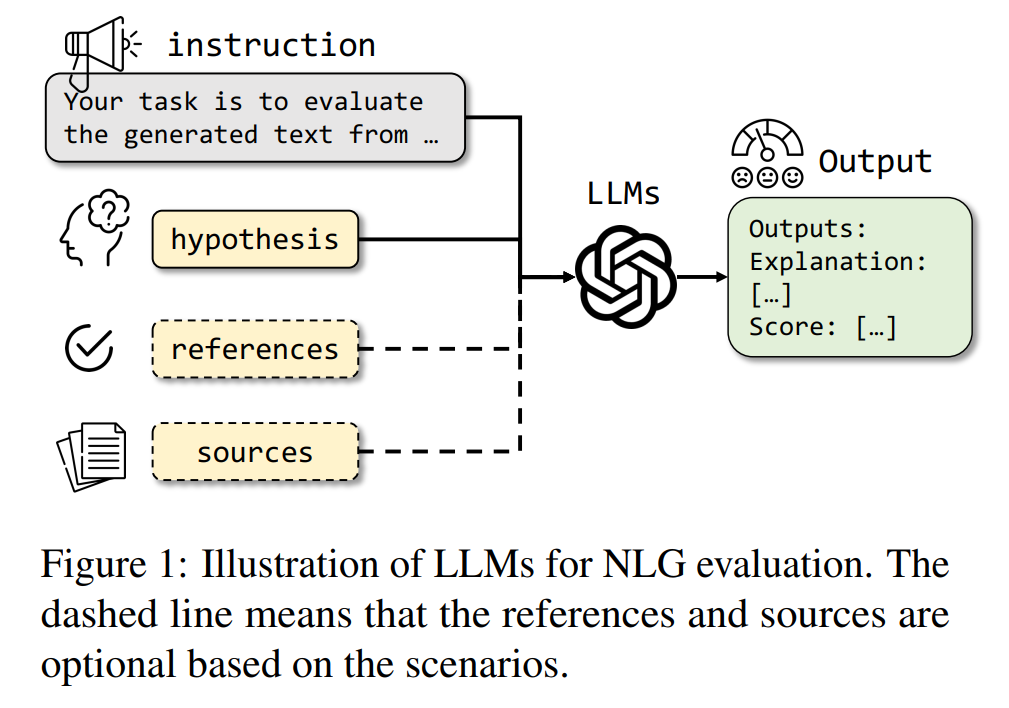 instruction
Your task is to evaluate
the generated text from …
hypothesis
references
sources
LLMs
Output
Outputs:
Explanation:
[…]
Score: […]
Figure 1: Illustration of LLMs for NLG evaluation. The
dashed line means that the references and sources are
optional based on the scenarios.